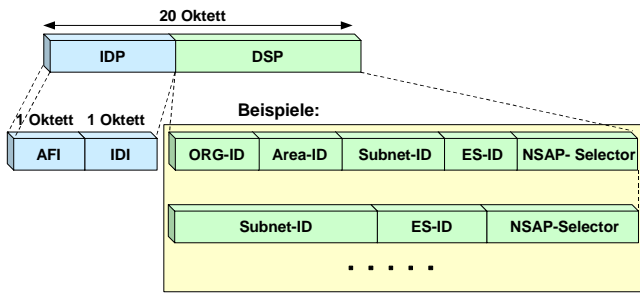 20 Oktett
IDP DSP
1 Oktett 1 Oktett
Beispiele:
AFI IDI
ORG-ID Area-ID Subnet-ID ES-ID NSAP- Selector
Subnet-ID ES-ID NSAP-Selector
. . . . .